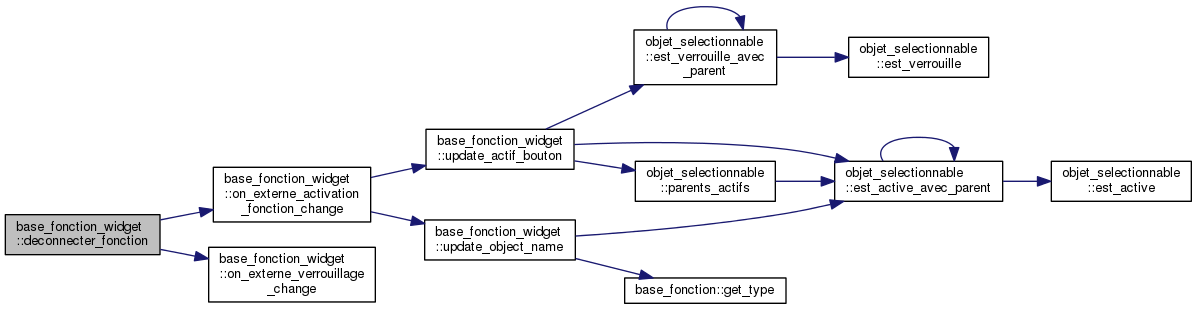 base_fonction_widget
::deconnecter_fonction
base_fonction_widget
::on_externe_activation
_fonction_change
base_fonction_widget
::on_externe_verrouillage
_change
base_fonction_widget
::update_actif_bouton
base_fonction_widget
::update_object_name
objet_selectionnable
::est_verrouille_avec
_parent
objet_selectionnable
::parents_actifs
base_fonction::get_type
objet_selectionnable
::est_verrouille
objet_selectionnable
::est_active_avec_parent
objet_selectionnable
::est_active